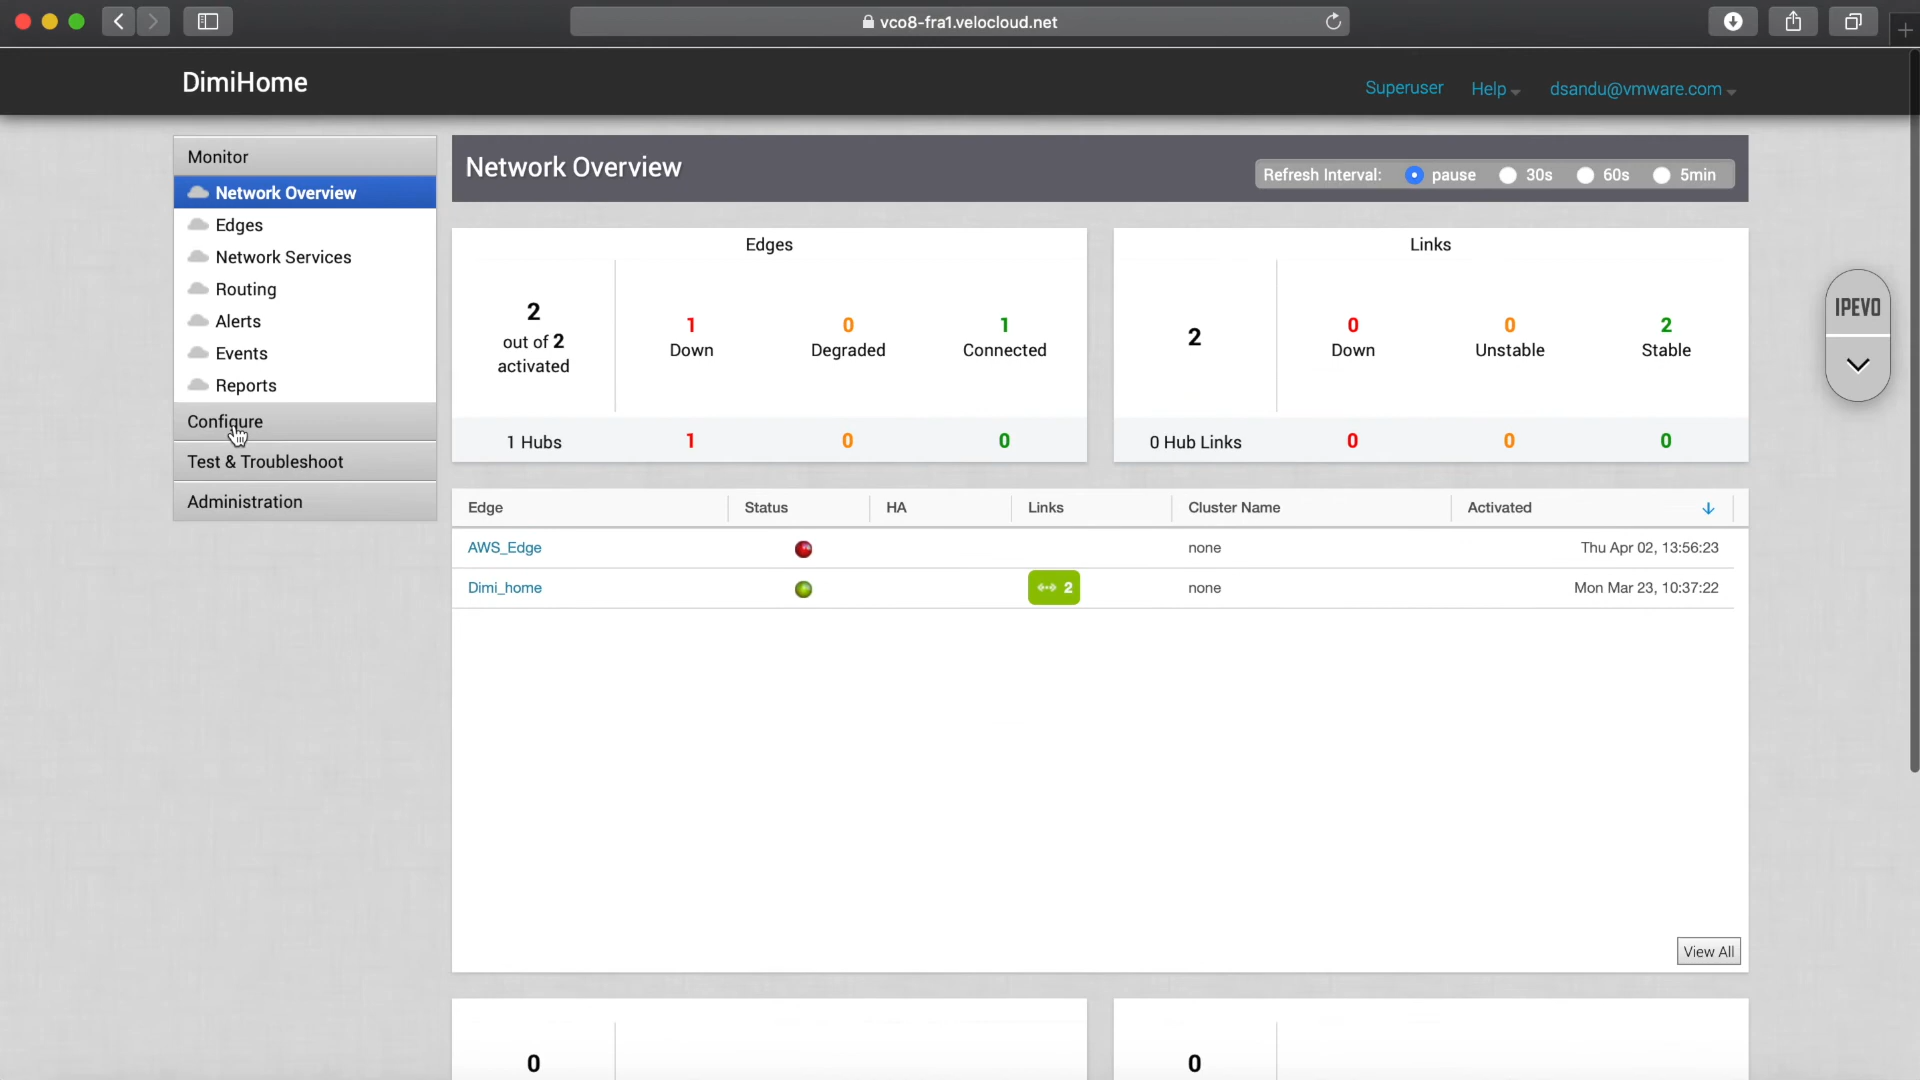 vco8-fra1.velocloud.net
DimiHome
Superuser
Help
dsandu@vmware.com
Monitor
Network Overview
Edges
Network Services
Routing
Alerts
Events
Reports
Configure
Test & Troubleshoot
Administration
Network Overview
Refresh Interval: pause 30s 60s 5min
Edges
2
out of 2
activated
1
Down
0
Degraded
1
Connected
1 Hubs 1 0 0
Links
2
0
Down
0
Unstable
2
Stable
0 Hub Links 0 0 0
IPEVO
Edge Status HA Links Cluster Name Activated
AWS_Edge none Thu Apr 02, 13:56:23
Dimi_home 2 none Mon Mar 23, 10:37:22
View All
0
0